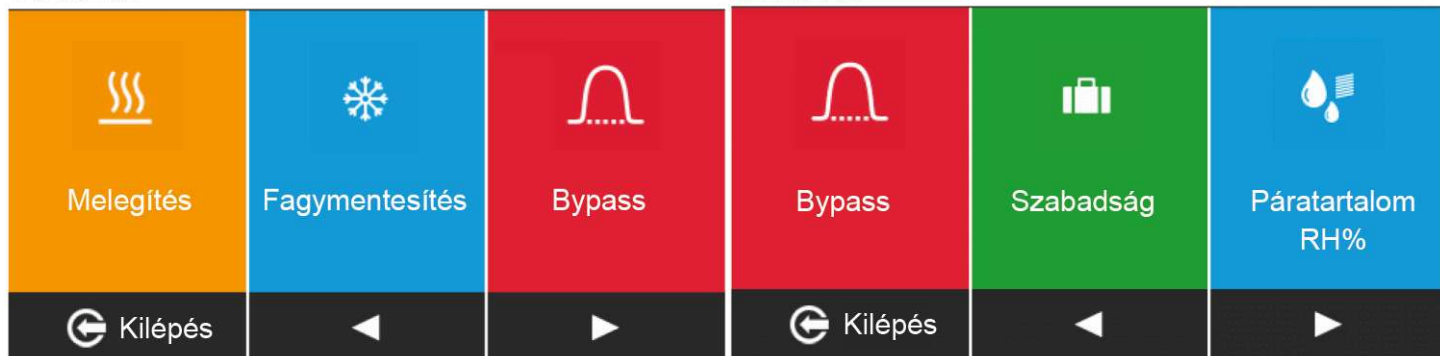 Melegítés
Fagymentesítés
Bypass
Bypass
Szabadság
Páratartalom
RH%
Kilépés
Kilépés